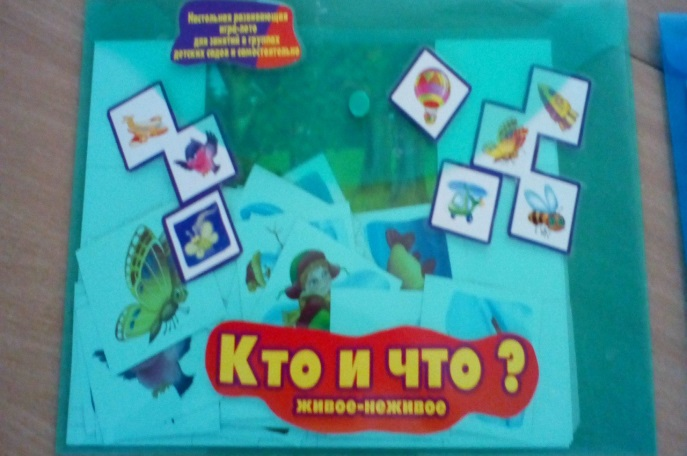 Настольная развивающая
игра-лото
для занятий в группах
детских садов и самостоятельно
Кто и что?
живое-неживое